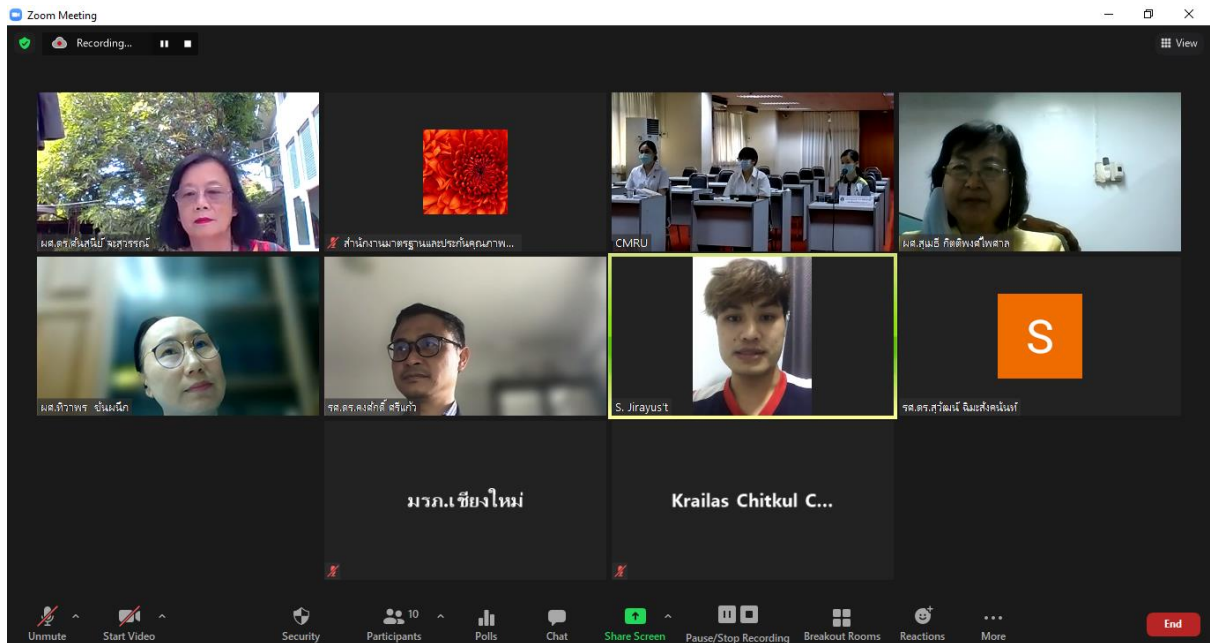 Zoom Meeting
Recording...
View
ผศ.ดร.ศันสนีย์ จะสุวรรณ์
สำนักงานมาตรฐานและประกันคุณภาพ...
CMRU
ผศ.สุเมธี กิตติพงศ์ไพศาล
ผศ.ทิวาพร ขันผนึก
รศ.ดร.คงศักดิ์ ศรีแก้ว
S. Jirayus't
S
รศ.ดร.สุวัฒน์ ฉิมะสังคนันท์
มรภ.เชียงใหม่
Krailas Chitkul C...
Unmute
Start Video
Security
10
Participants
Polls
Chat
Share Screen
Pause/Stop Recording
Breakout Rooms
Reactions
More
End